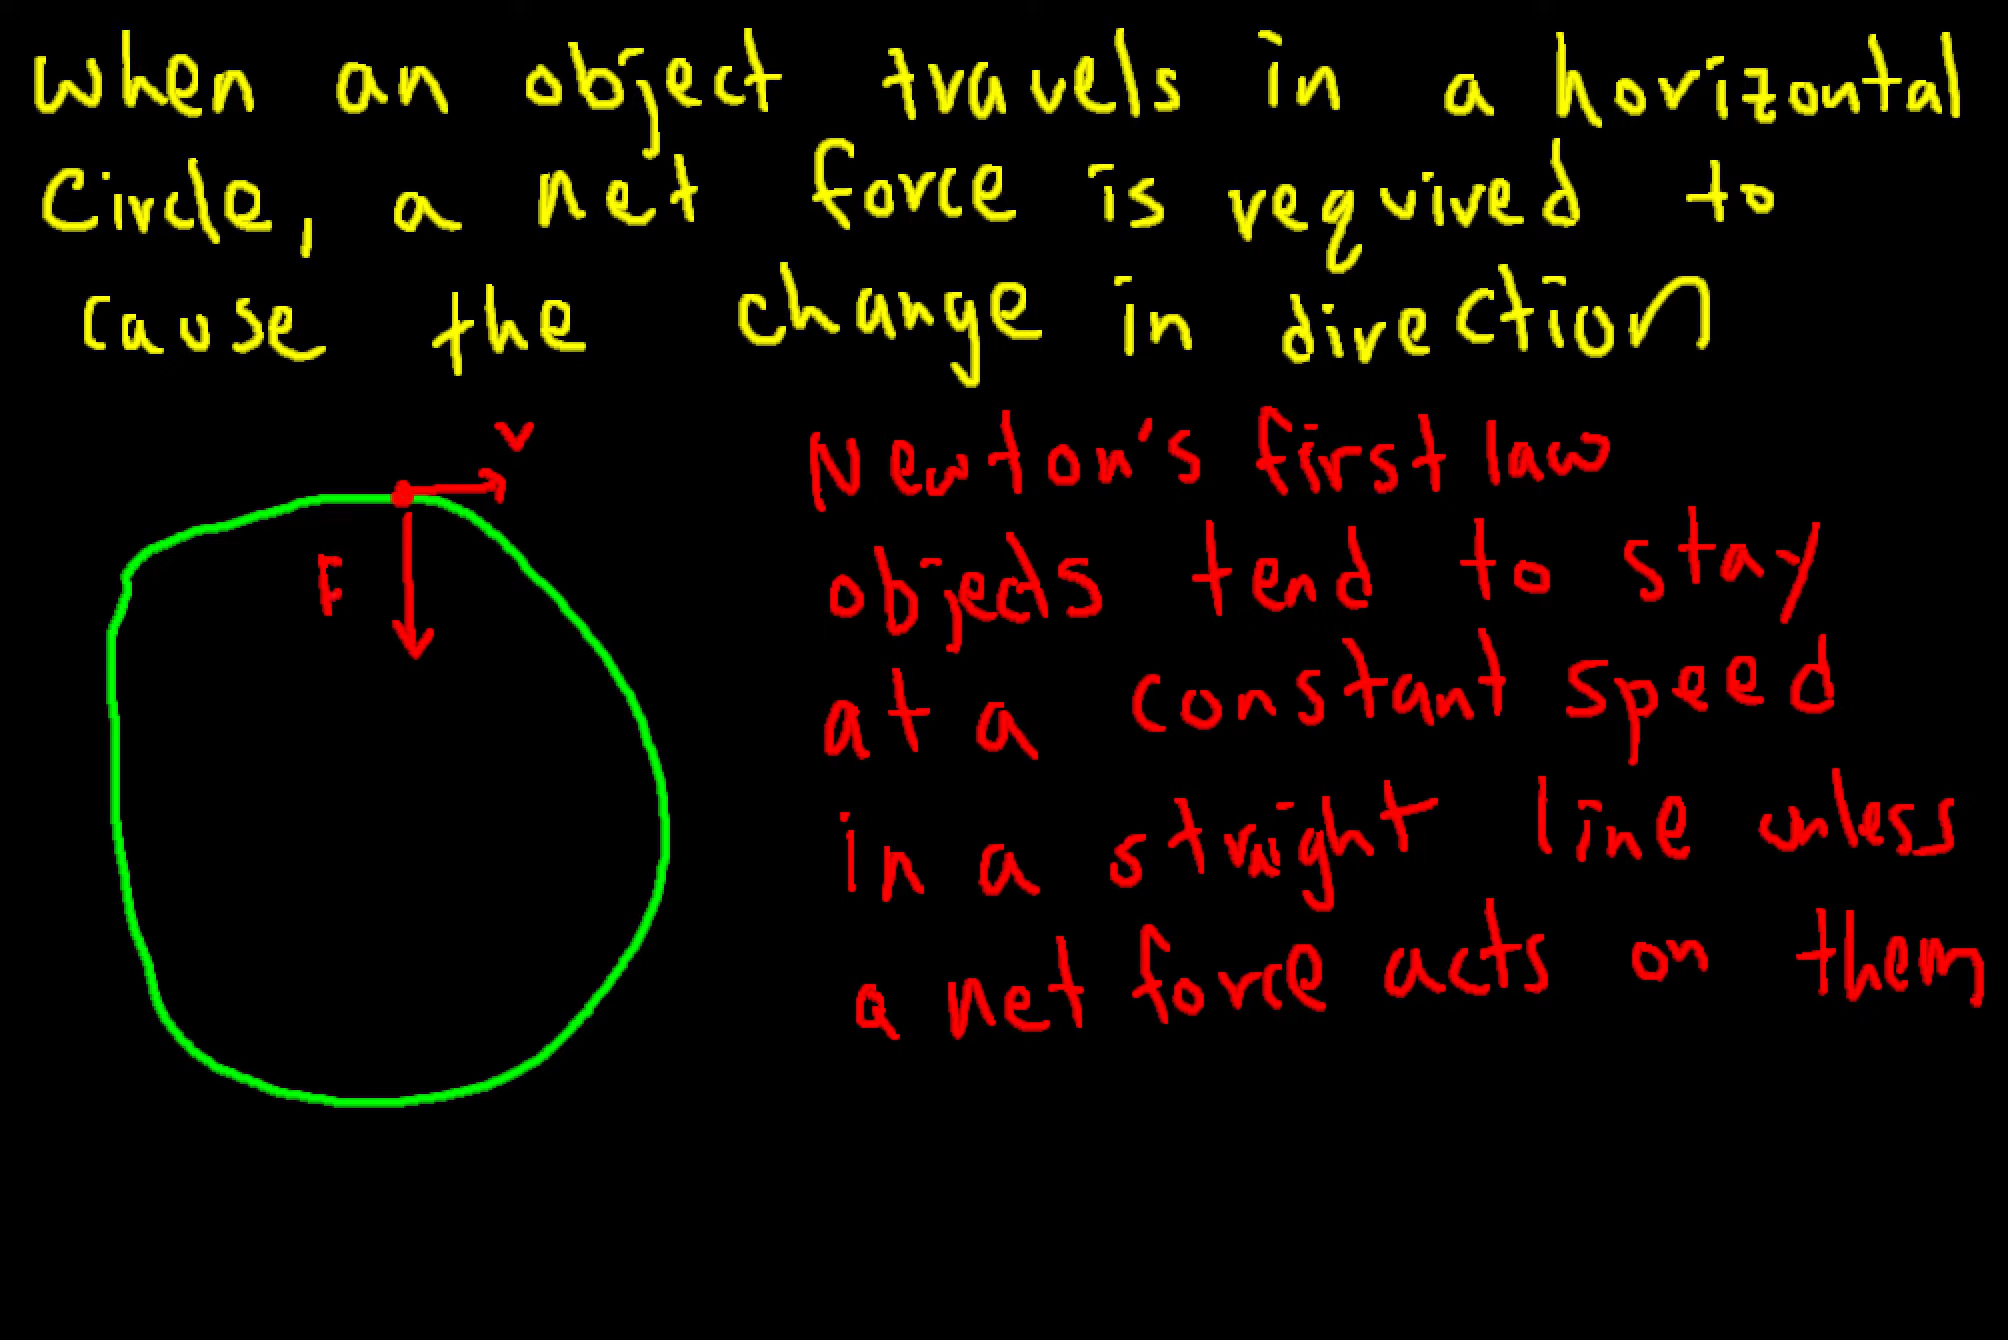 when an object travels in a horizontal
Circle, a net force is required to
cause the change in direction
v
Newton's first law
F
objects tend to stay
at a constant speed
in a straight line unless
a net force acts on them